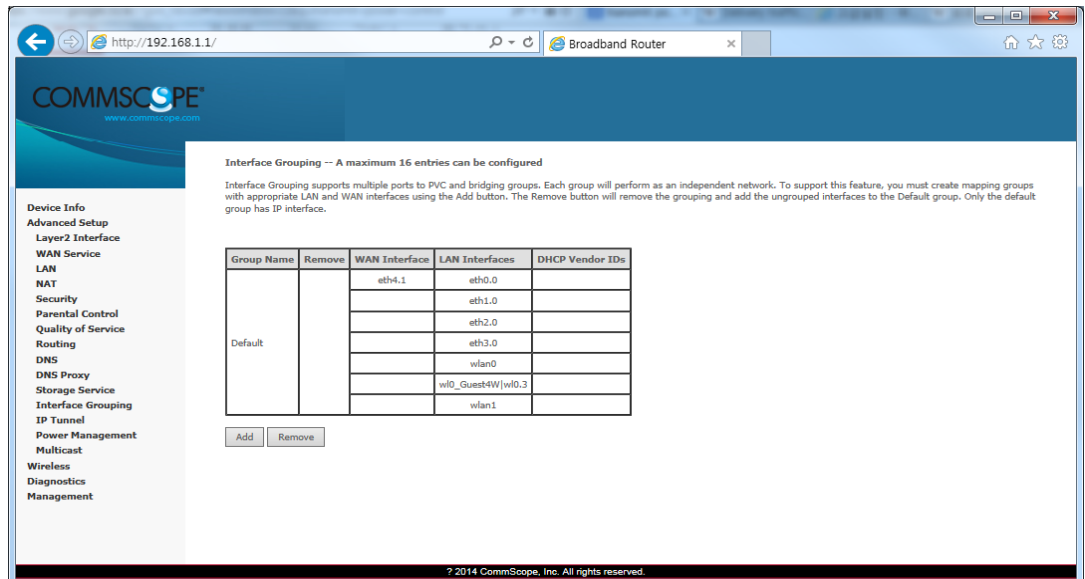 http://192.168.1.1/
Broadband Router
COMMSCOPE®
www.commscope.com
Interface Grouping -- A maximum 16 entries can be configured
Interface Grouping supports multiple ports to PVC and bridging groups. Each group will perform as an independent network. To support this feature, you must create mapping groups
with appropriate LAN and WAN interfaces using the Add button. The Remove button will remove the grouping and add the ungrouped interfaces to the Default group. Only the default
group has IP interface.
Device Info
Advanced Setup
Layer2 Interface
WAN Service
LAN
NAT
Security
Parental Control
Quality of Service
Routing
DNS
DNS Proxy
Storage Service
Interface Grouping
IP Tunnel
Power Management
Multicast
Wireless
Diagnostics
Management
Group Name Remove WAN Interface LAN Interfaces DHCP Vendor IDs
Default eth4.1 eth0.0
eth1.0
eth2.0
eth3.0
wlan0
wl0_Guest4W|wl0.3
wlan1
Add Remove
? 2014 CommScope, Inc. All rights reserved.